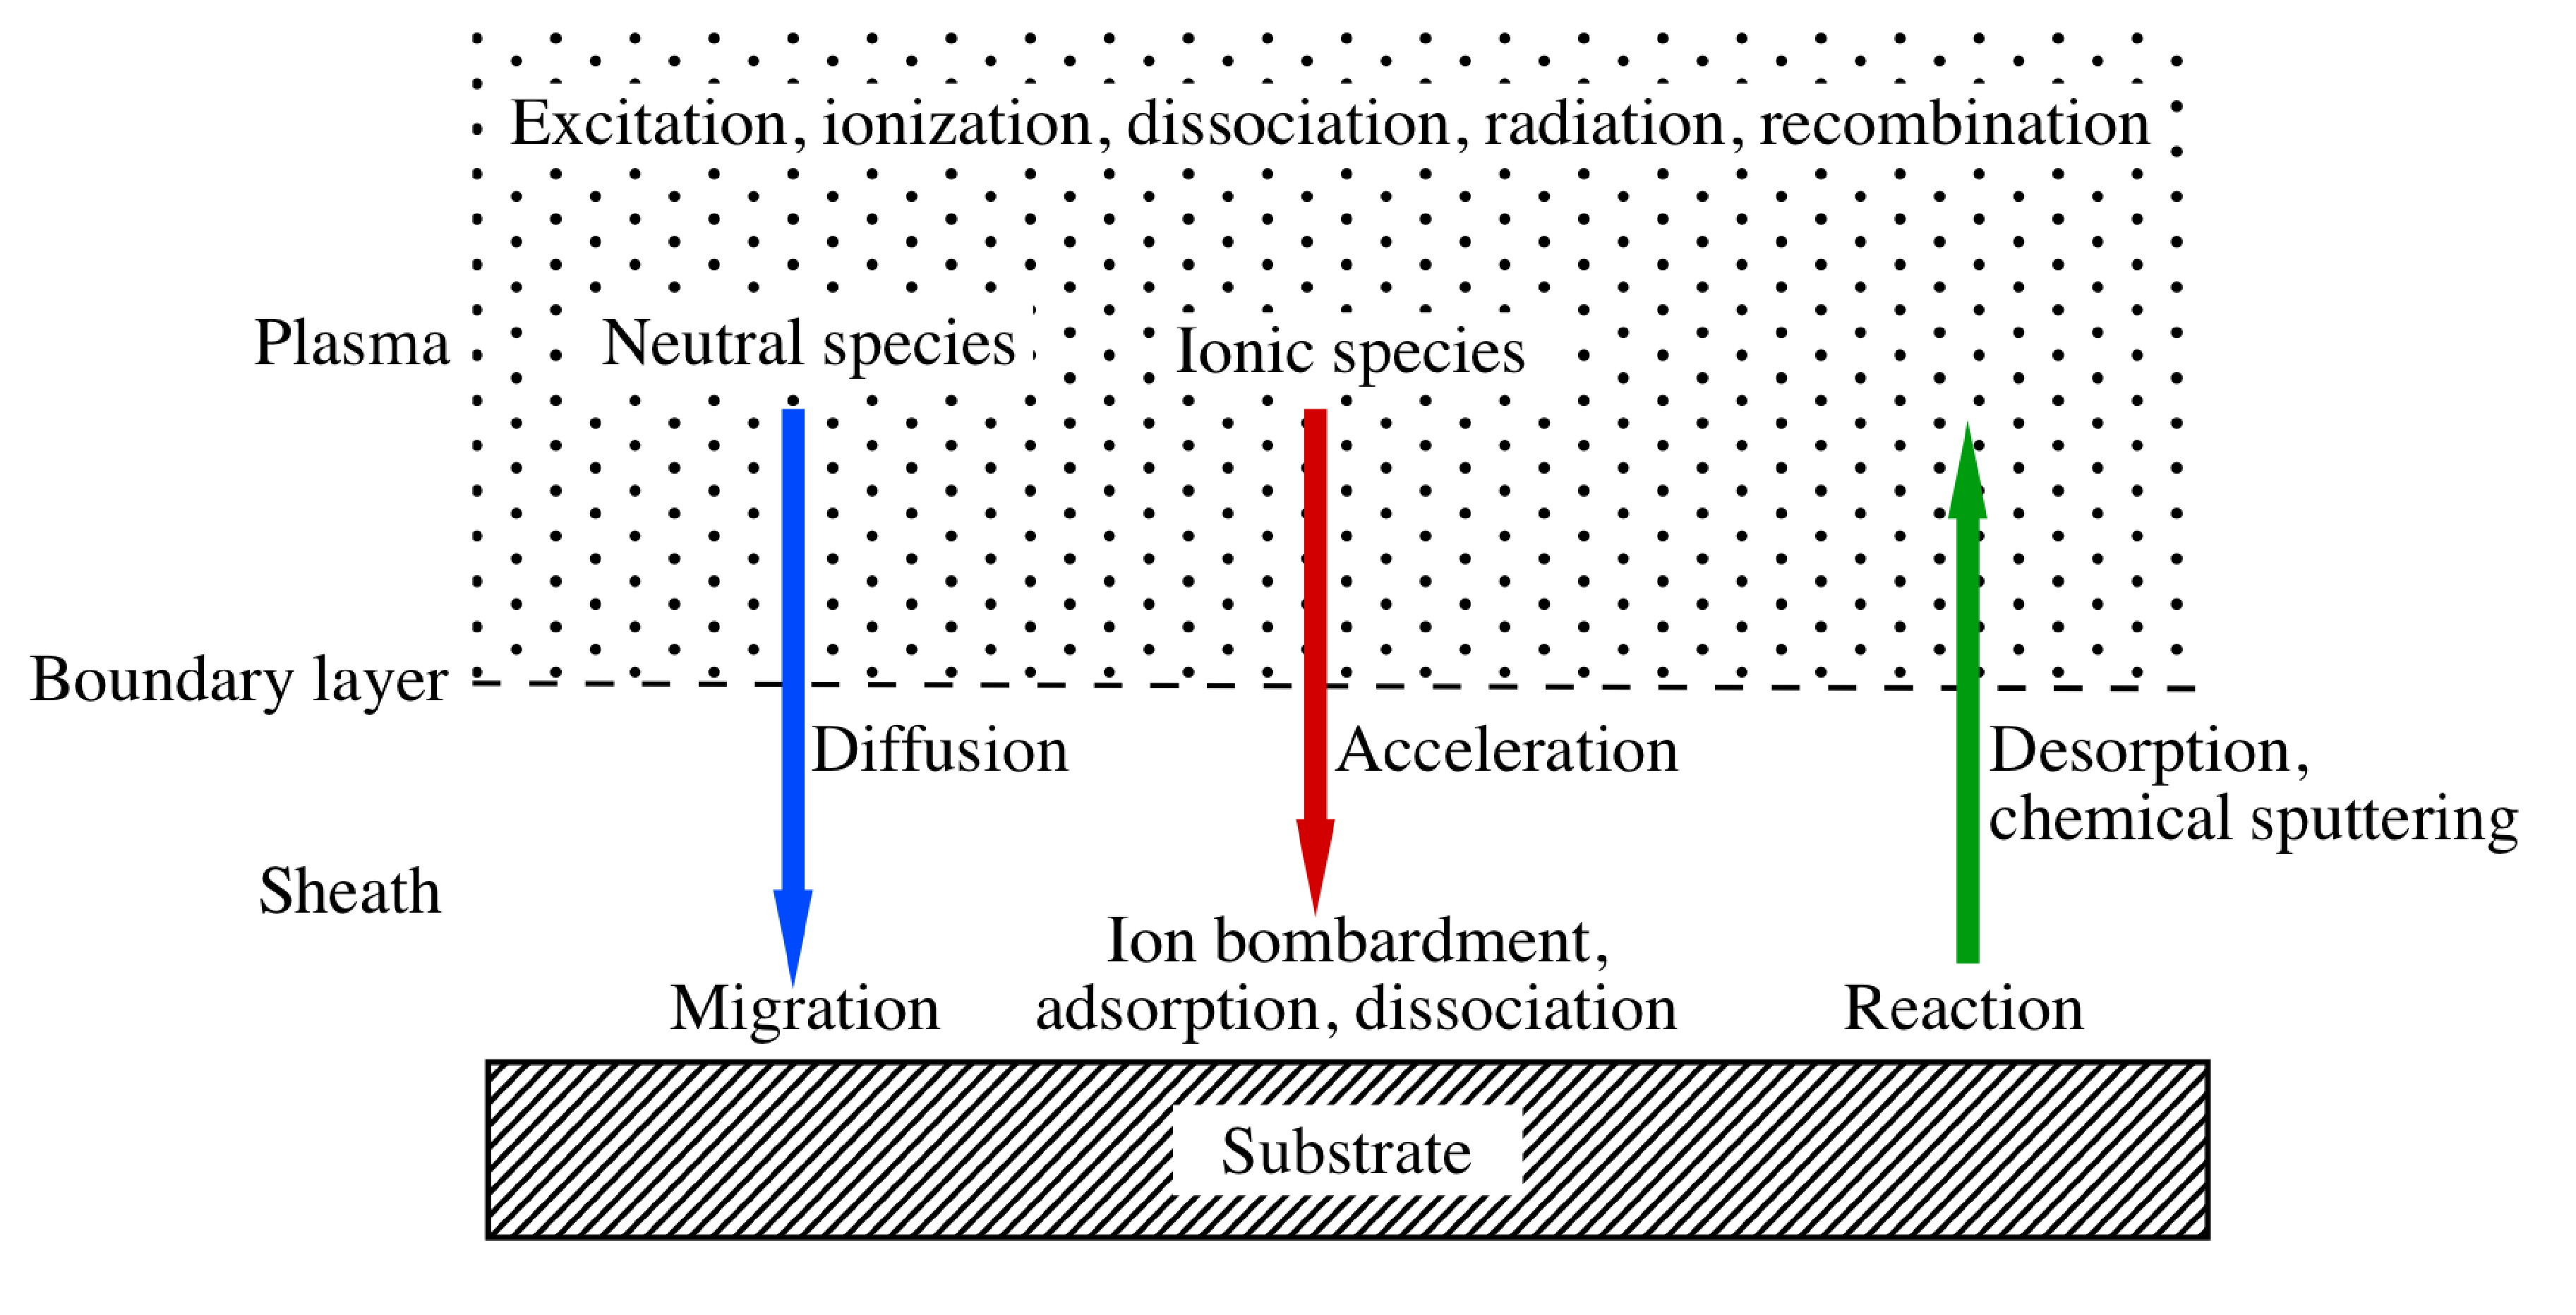 Excitation, ionization, dissociation, radiation, recombination
Plasma
Neutral species
Ionic species
Boundary layer
Diffusion
Acceleration
Desorption,
chemical sputtering
Sheath
Ion bombardment,
adsorption, dissociation
Migration
Reaction
Substrate